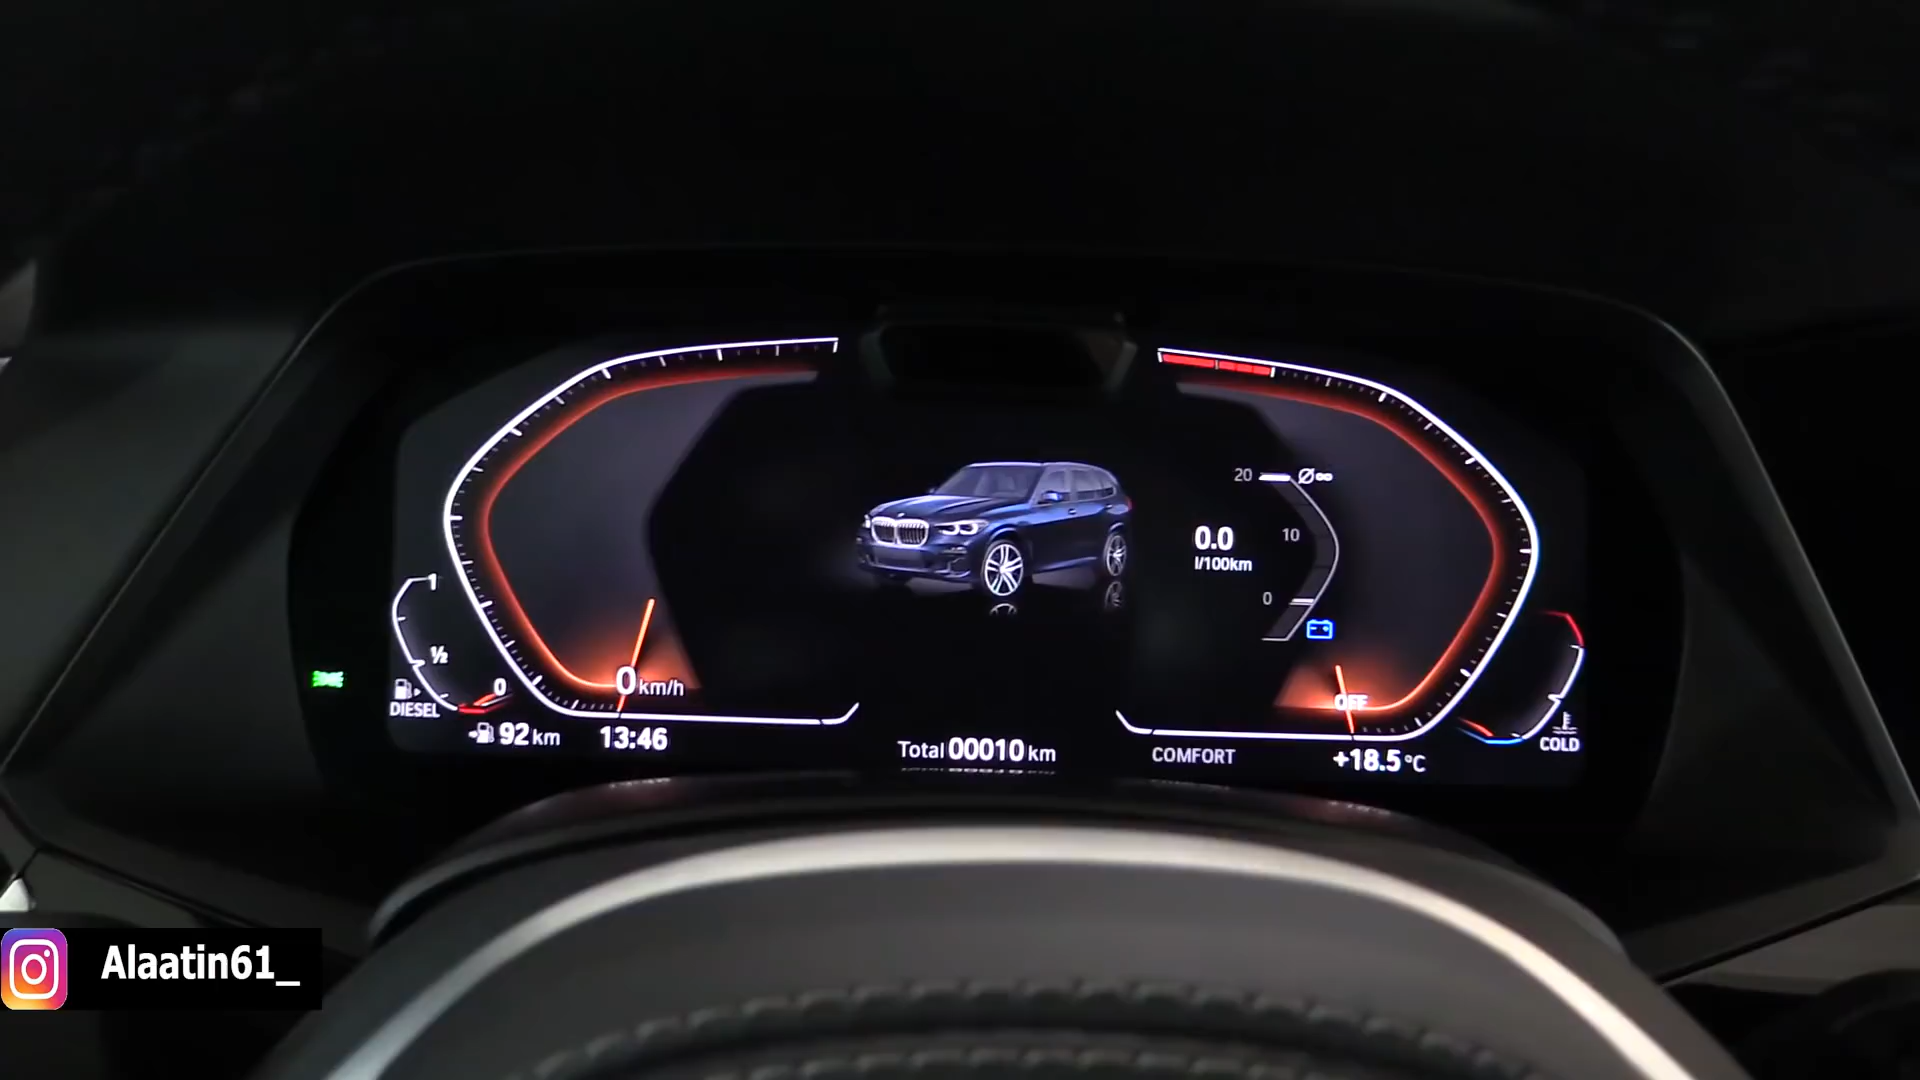 20 Ø∞
0.0
10
l/100km
1
0
1/2
0
0 km/h
OFF
DIESEL
92 km
13:46
Total 00010 km
COMFORT
+18.5°C
COLD
Alaatin61_